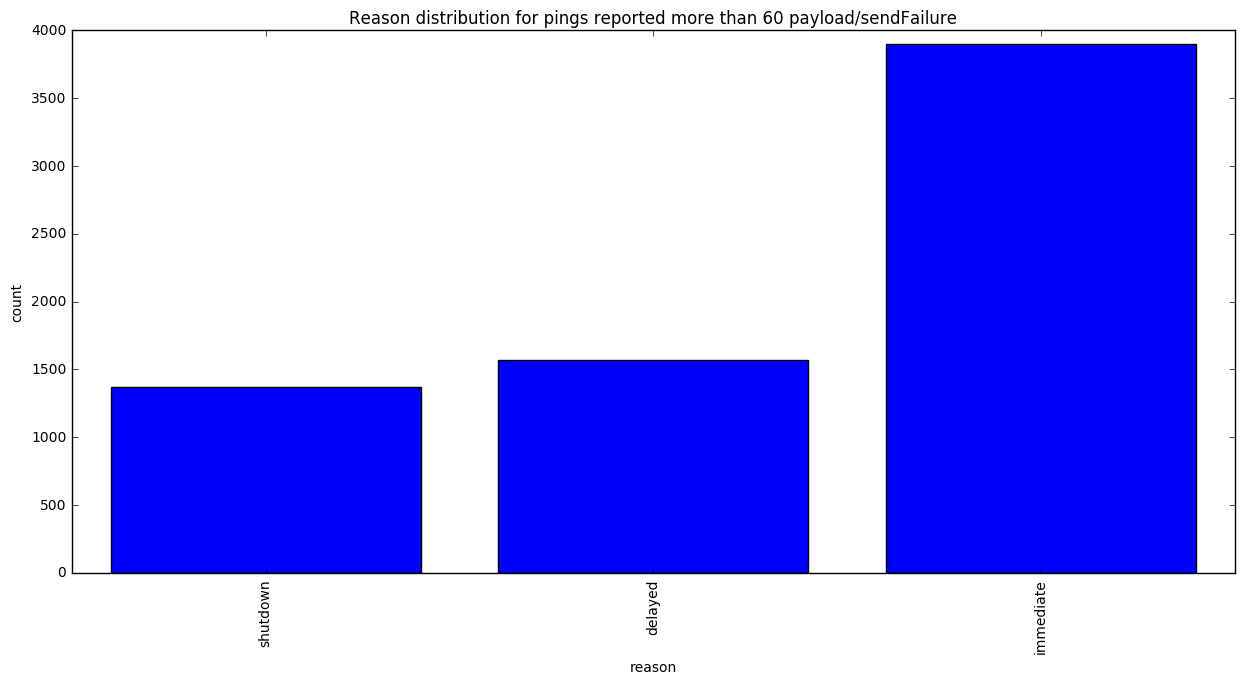 Reason distribution for pings reported more than 60 payload/sendFailure
4000
3500
3000
2500
2000
1500
1000
500
0
count
shutdown
delayed
immediate
reason